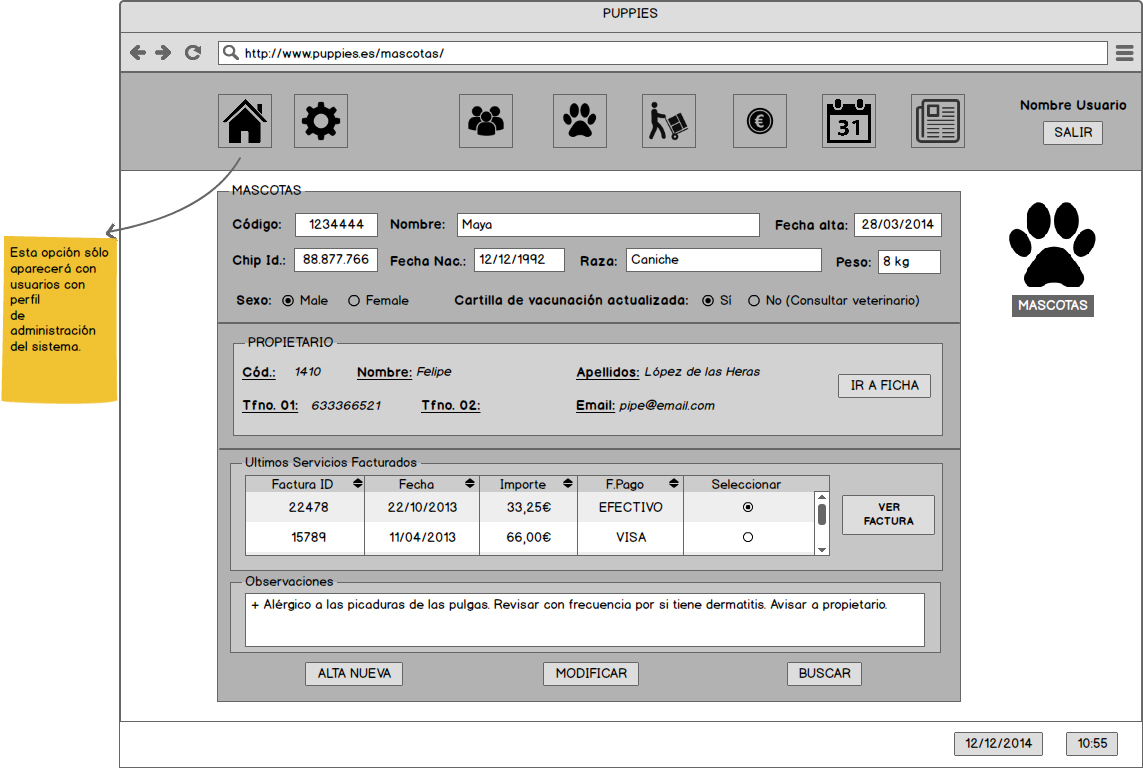 PUPPIES
http://www.puppies.es/mascotas/
31
Nombre Usuario
SALIR
MASCOTAS
Código: 1234444 Nombre: Maya Fecha alta: 28/03/2014
Chip Id.: 88.877.766 Fecha Nac.: 12/12/1992 Raza: Caniche Peso: 8 kg
Sexo: Male Female Cartilla de vacunación actualizada: Sí No (Consultar veterinario)
MASCOTAS
Esta opción sólo
aparecerá con
usuarios con
perfil
de
administración
del sistema.
PROPIETARIO
Cód.: 1410 Nombre: Felipe Apellidos: López de las Heras
IR A FICHA
Tfno. 01: 633366521 Tfno. 02: Email: pipe@email.com
Ultimos Servicios Facturados
Factura ID Fecha Importe F.Pago Seleccionar
22478 22/10/2013 33,25€ EFECTIVO
15789 11/04/2013 66,00€ VISA
VER
FACTURA
Observaciones
+ Alérgico a las picaduras de las pulgas. Revisar con frecuencia por si tiene dermatitis. Avisar a propietario.
ALTA NUEVA MODIFICAR BUSCAR
12/12/2014 10:55